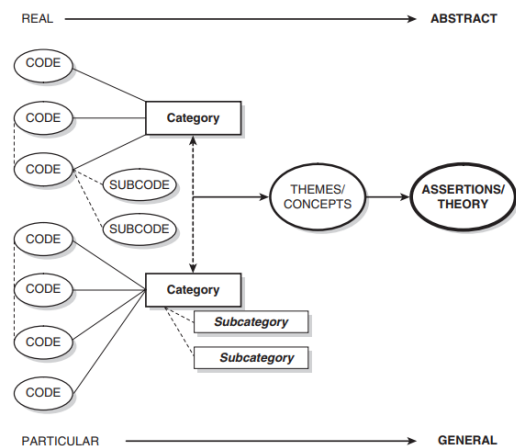 REAL
ABSTRACT
CODE
CODE
Category
CODE
SUBCODE
SUBCODE
THEMES/
CONCEPTS
ASSERTIONS/
THEORY
CODE
CODE
Category
Subcategory
CODE
Subcategory
CODE
PARTICULAR
GENERAL